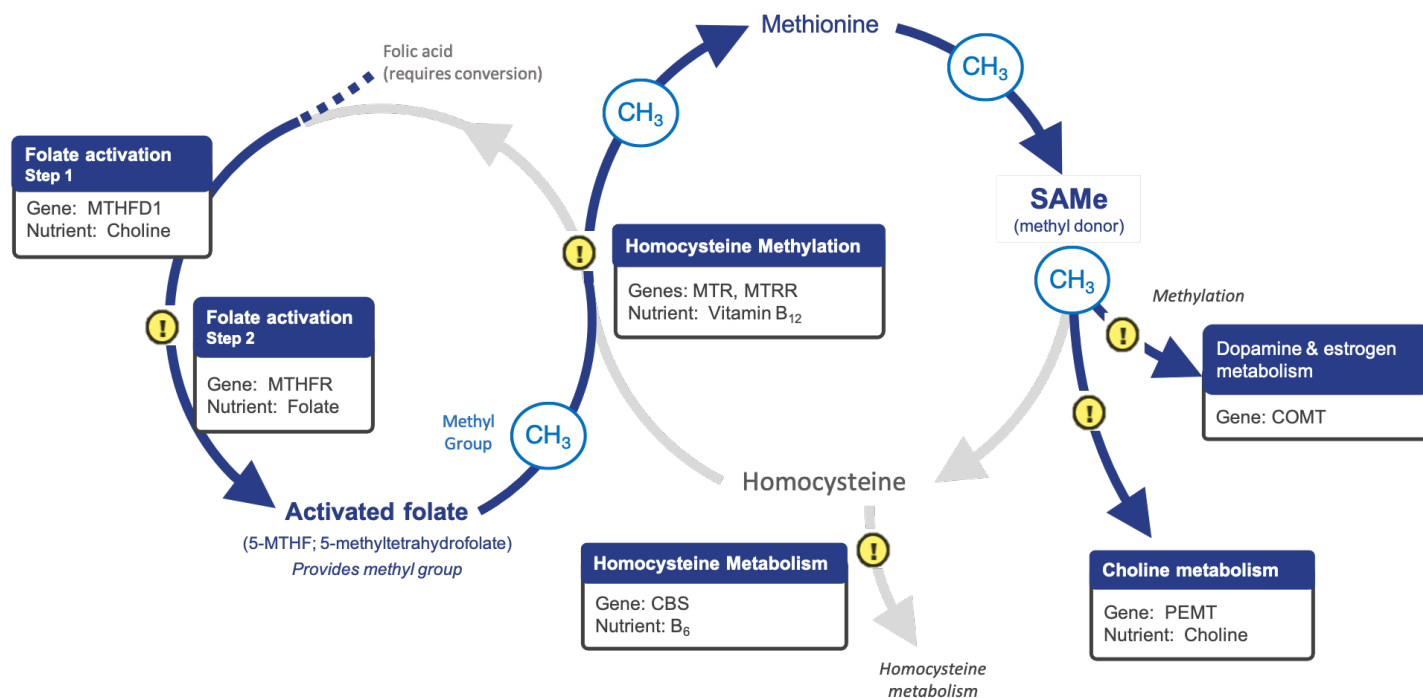 Methionine
CH₃
CH₃
Folic acid
(requires conversion)
Folate activation
Step 1
Gene: MTHFD1
Nutrient: Choline
SAMe
(methyl donor)
CH₃
Homocysteine Methylation
Genes: MTR, MTRR
Nutrient: Vitamin B₁₂
!
Methylation
!
Folate activation
Step 2
Gene: MTHFR
Nutrient: Folate
!
Dopamine & estrogen
metabolism
Gene: COMT
!
Methyl
Group
CH₃
Homocysteine
Activated folate
(5-MTHF; 5-methyltetrahydrofolate)
Provides methyl group
!
Homocysteine Metabolism
Gene: CBS
Nutrient: B₆
Choline metabolism
Gene: PEMT
Nutrient: Choline
Homocysteine
metabolism